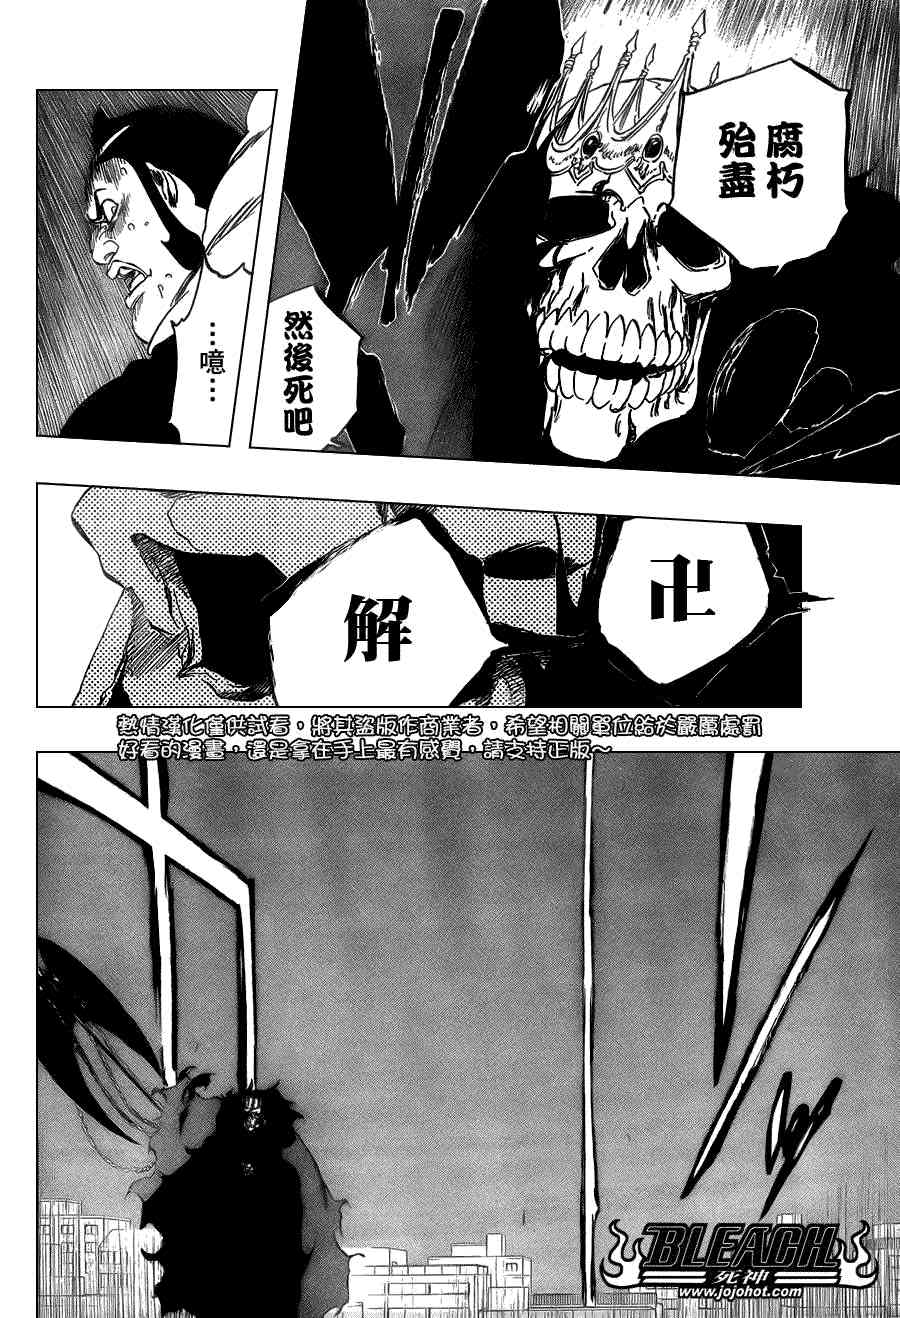 腐朽
殆盡
然後死吧
…噫…
卍
解
熱情漢化僅供試看，將其盜版作商業者，希望相關單位給於嚴厲處罰
好看的漫畫，還是拿在手上最有感覺，請支持正版～
BLEACH
死神
www.jojohot.com